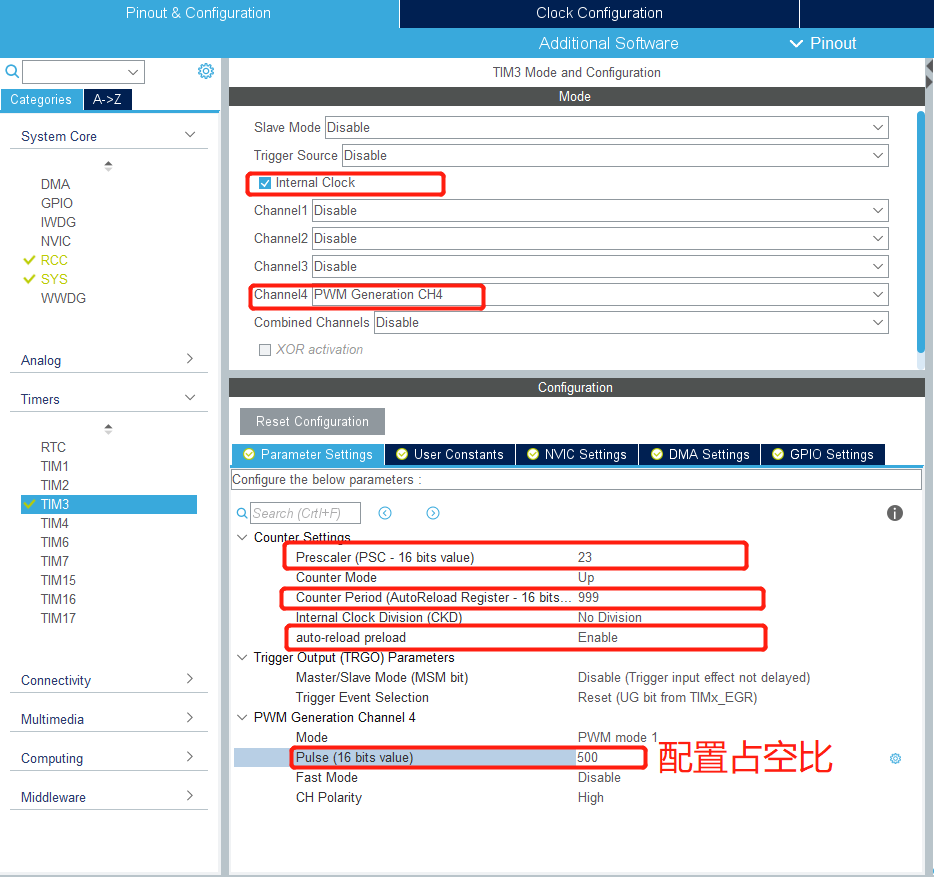 Pinout & Configuration
Clock Configuration
Additional Software
Pinout
Categories
A->Z
System Core
DMA
GPIO
IWDG
NVIC
RCC
SYS
WWDG
Analog
Timers
RTC
TIM1
TIM2
TIM3
TIM4
TIM6
TIM7
TIM15
TIM16
TIM17
Connectivity
Multimedia
Computing
Middleware
TIM3 Mode and Configuration
Mode
Slave Mode Disable
Trigger Source Disable
Internal Clock
Channel1 Disable
Channel2 Disable
Channel3 Disable
Channel4 PWM Generation CH4
Combined Channels Disable
XOR activation
Configuration
Reset Configuration
Parameter Settings
User Constants
NVIC Settings
DMA Settings
GPIO Settings
Configure the below parameters :
Search (Crtl+F)
Counter Settings
Prescaler (PSC - 16 bits value) 23
Counter Mode Up
Counter Period (AutoReload Register - 16 bits... 999
Internal Clock Division (CKD) No Division
auto-reload preload Enable
Trigger Output (TRGO) Parameters
Master/Slave Mode (MSM bit) Disable (Trigger input effect not delayed)
Trigger Event Selection Reset (UG bit from TIMx_EGR)
PWM Generation Channel 4
Mode PWM mode 1
Pulse (16 bits value) 500 配置占空比
Fast Mode Disable
CH Polarity High